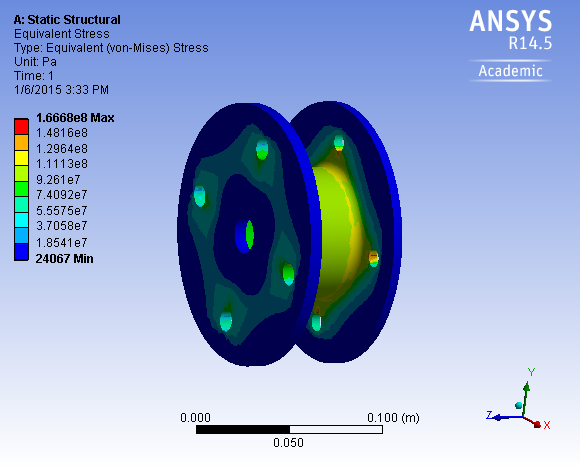 A: Static Structural
Equivalent Stress
Type: Equivalent (von-Mises) Stress
Unit: Pa
Time: 1
1/6/2015 3:33 PM
ANSYS
R14.5
Academic
1.6668e8 Max
1.4816e8
1.2964e8
1.1113e8
9.261e7
7.4092e7
5.5575e7
3.7058e7
1.8541e7
24067 Min
0.000
0.100 (m)
0.050
Y
Z
X